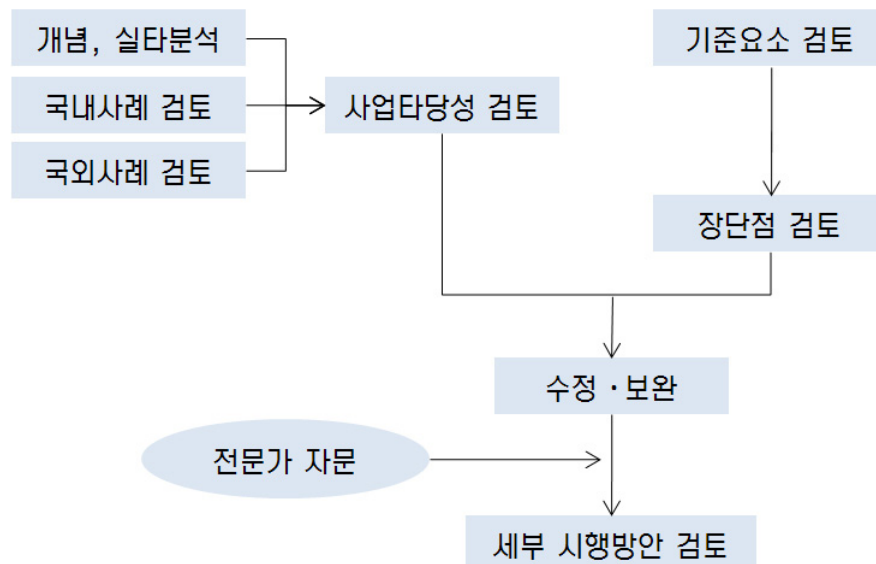 개념, 실타분석
기준요소 검토
국내사례 검토
사업타당성 검토
국외사례 검토
장단점 검토
수정·보완
전문가 자문
세부 시행방안 검토